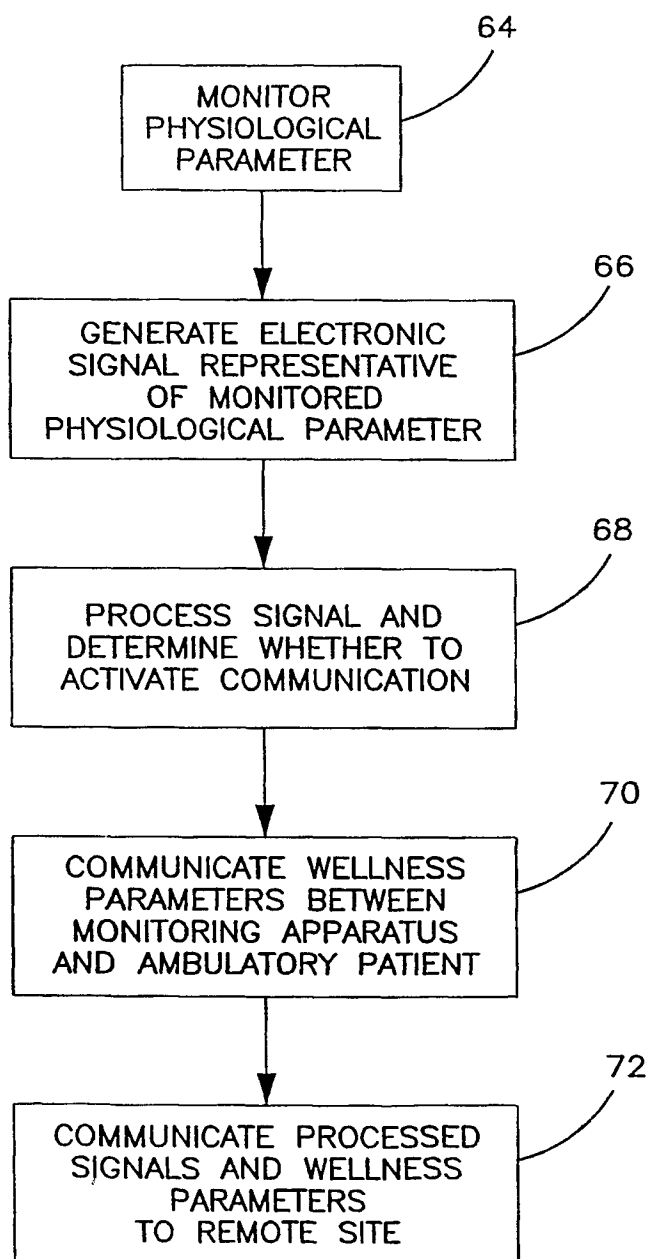 64
MONITOR
PHYSIOLOGICAL
PARAMETER
66
GENERATE ELECTRONIC
SIGNAL REPRESENTATIVE
OF MONITORED
PHYSIOLOGICAL PARAMETER
68
PROCESS SIGNAL AND
DETERMINE WHETHER TO
ACTIVATE COMMUNICATION
70
COMMUNICATE WELLNESS
PARAMETERS BETWEEN
MONITORING APPARATUS
AND AMBULATORY PATIENT
72
COMMUNICATE PROCESSED
SIGNALS AND WELLNESS
PARAMETERS
TO REMOTE SITE